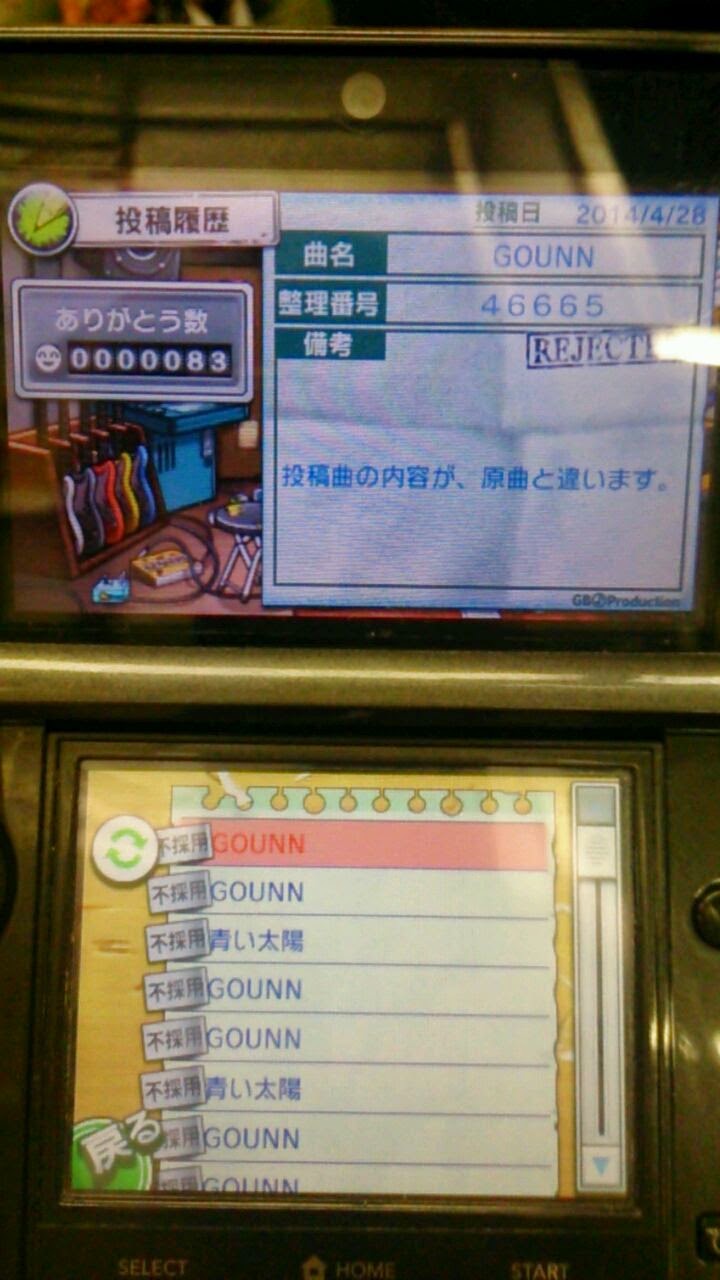 投稿履歴
投稿日 2014/4/28
曲名 GOUNN
整理番号 46665
ありがとう数
0000083
備考
投稿曲の内容が、原曲と違います。
GB2Production
不採用 GOUNN
不採用 GOUNN
不採用 青い太陽
不採用 GOUNN
不採用 GOUNN
不採用 青い太陽
採用 GOUNN
GOUNN
戻る
SELECT HOME START